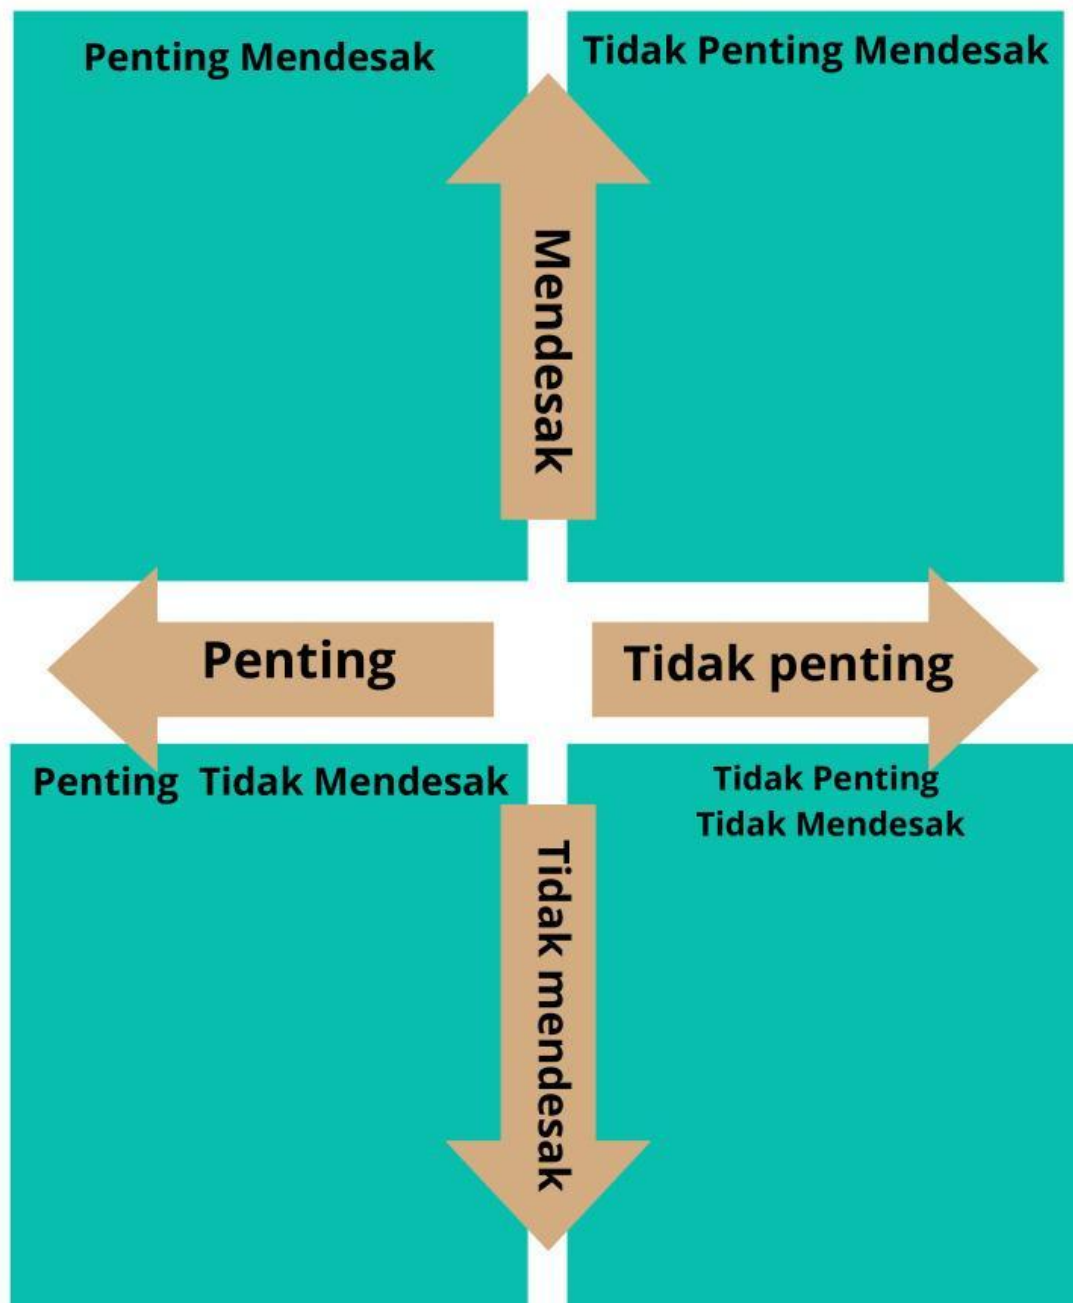 Penting Mendesak
Tidak Penting Mendesak
Mendesak
Penting
Tidak penting
Penting Tidak Mendesak
Tidak Penting
Tidak Mendesak
Tidak mendesak